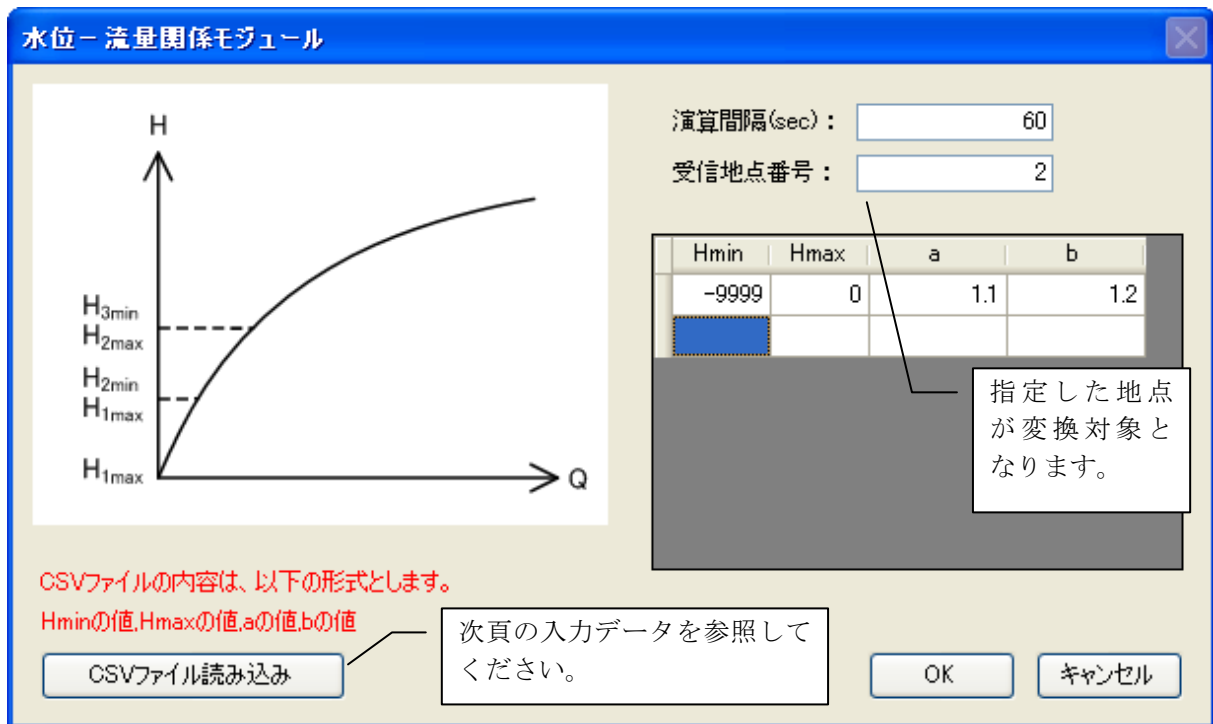 水位－流量関係モジュール
H
H3min
H2max
H2min
H1max
H1max
Q
演算間隔(sec)： 60
受信地点番号： 2
Hmin Hmax a b
-9999 0 1.1 1.2
指定した地点
が変換対象と
なります。
CSVファイルの内容は、以下の形式とします。
Hminの値,Hmaxの値,aの値,bの値
次頁の入力データを参照して
ください。
CSVファイル読み込み
OK
キャンセル